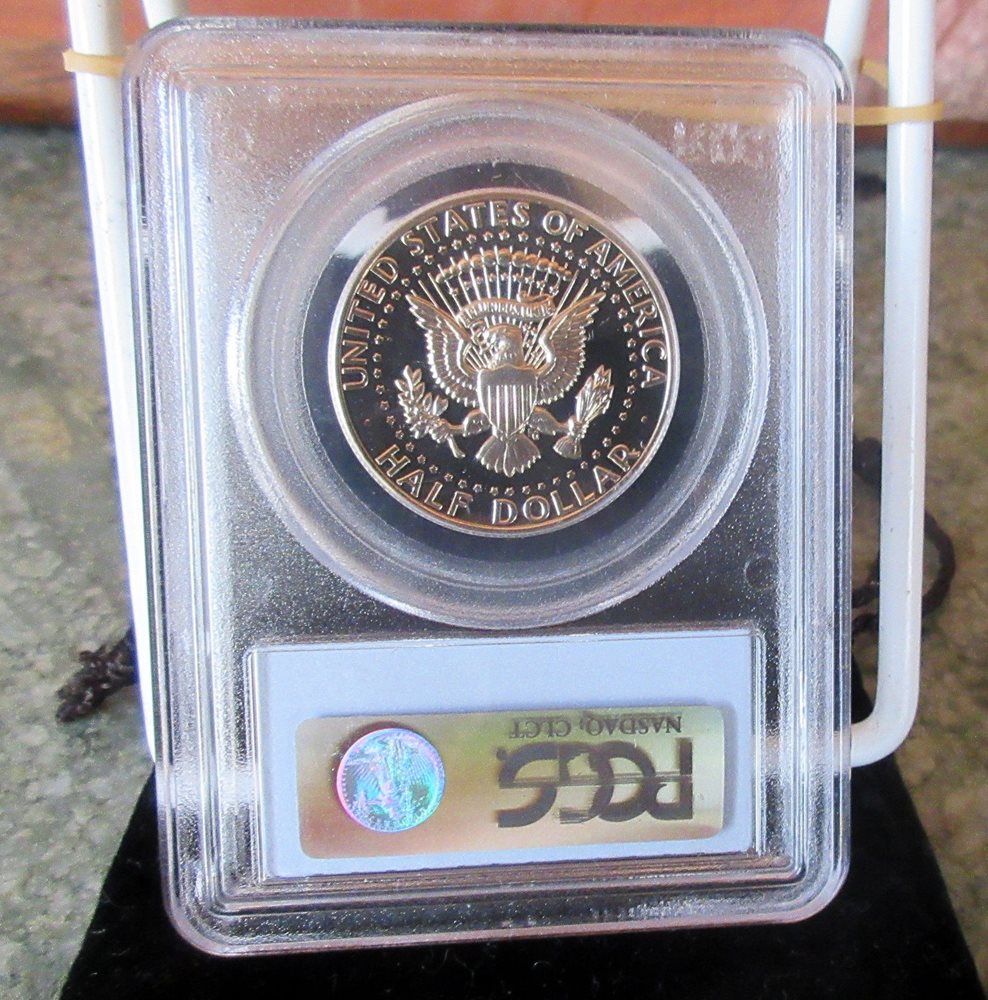 UNITED STATES OF AMERICA
HALF DOLLAR
PCGS
NASDAQ, CLCT